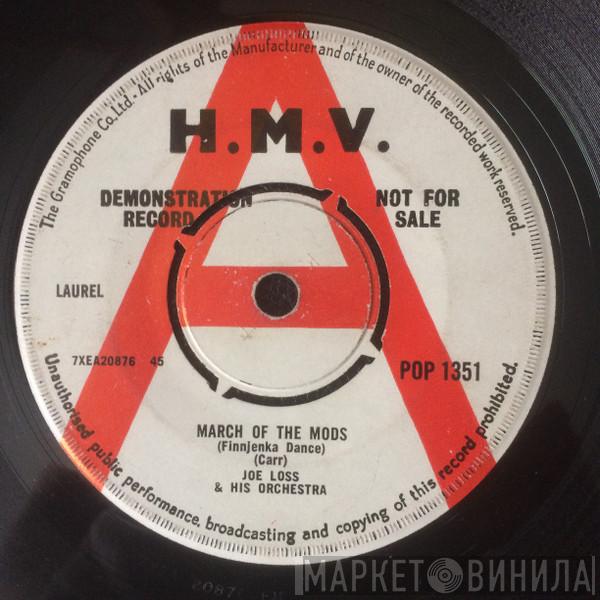 The Gramophone Co.Ltd.-All rights of the Manufacturer and of the owner of the recorded work reserved.
H.M.V.
DEMONSTRATION
RECORD
NOT FOR
SALE
A
LAUREL
7XEA20876 45
POP 1351
MARCH OF THE MODS
(Finnjenka Dance)
(Carr)
JOE LOSS
& HIS ORCHESTRA
Unauthorised public performance, broadcasting and copying of this record prohibited.
МАРКЕТ ВИНИЛА